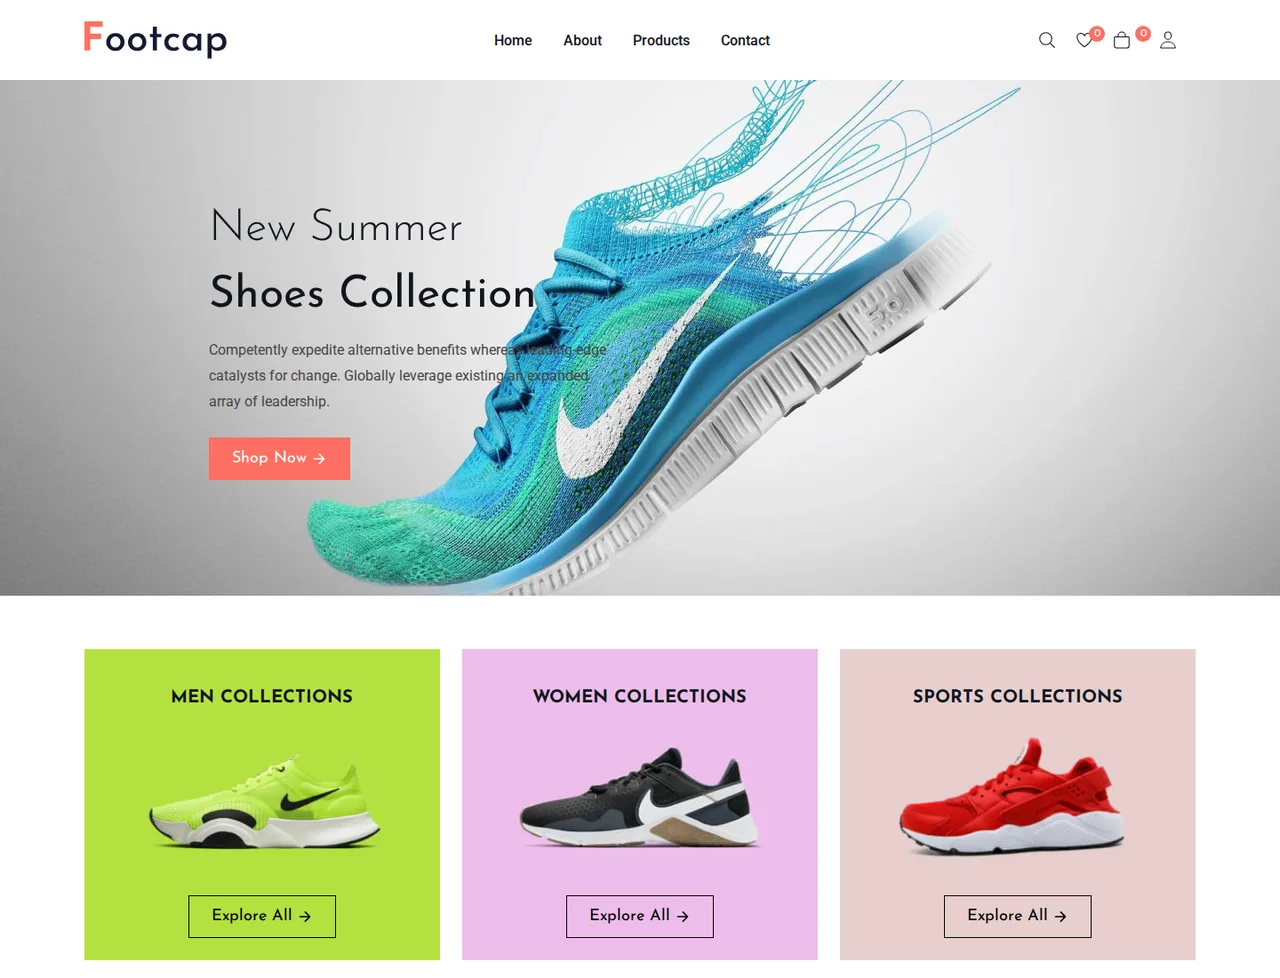 Footcap
Home About Products Contact
0 0
New Summer
Shoes Collection
Competently expedite alternative benefits whereas leading-edge
catalysts for change. Globally leverage existing an expanded
array of leadership.
Shop Now →
MEN COLLECTIONS
Explore All →
WOMEN COLLECTIONS
Explore All →
SPORTS COLLECTIONS
Explore All →